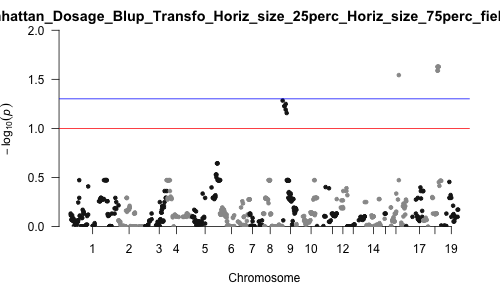 hattan_Dosage_Blup_Transfo_Horiz_size_25perc_Horiz_size_75perc_fiel
2.0
1.5
1.0
0.5
0.0
− log10(p)
1 2 3 4 5 6 7 8 9 10 12 14 17 19
Chromosome